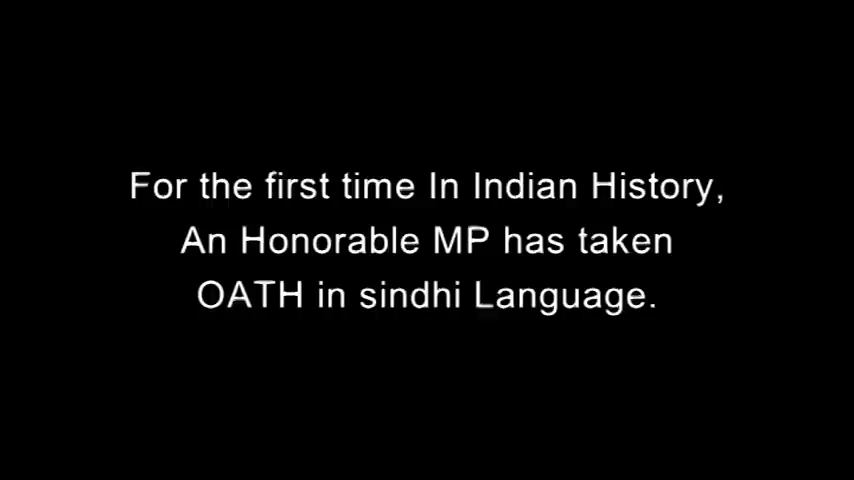 For the first time In Indian History,
An Honorable MP has taken
OATH in sindhi Language.